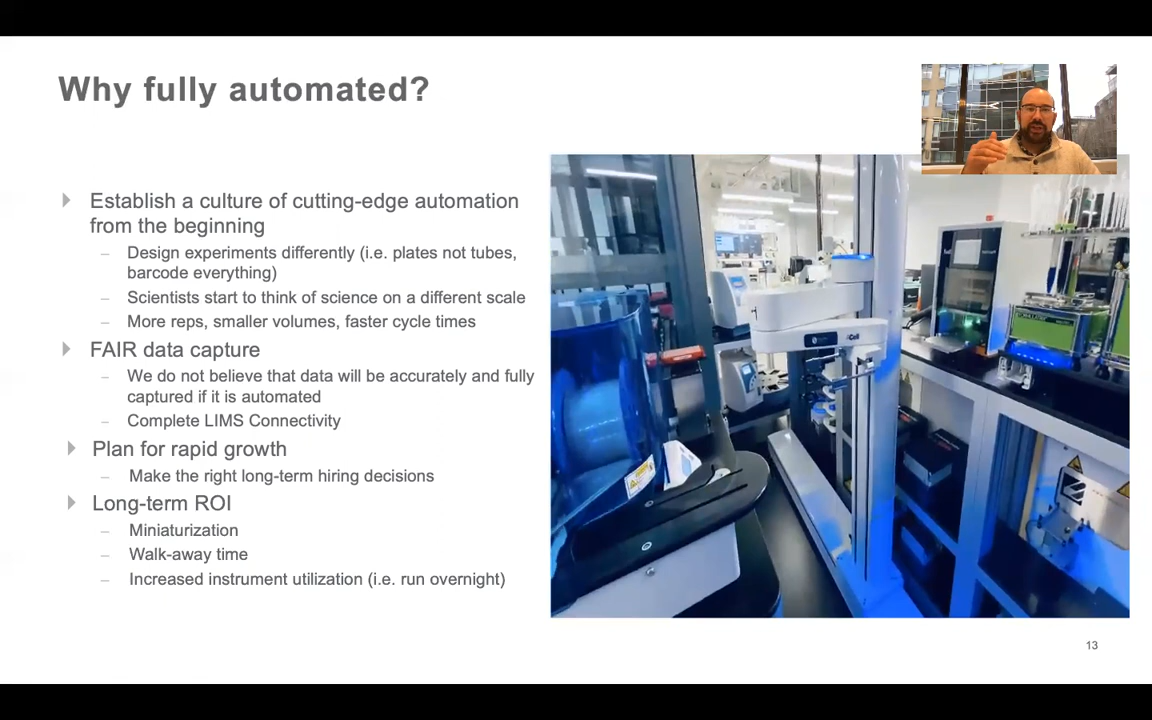 Why fully automated?
Establish a culture of cutting-edge automation
from the beginning
– Design experiments differently (i.e. plates not tubes,
barcode everything)
– Scientists start to think of science on a different scale
– More reps, smaller volumes, faster cycle times
FAIR data capture
– We do not believe that data will be accurately and fully
captured if it is automated
– Complete LIMS Connectivity
Plan for rapid growth
– Make the right long-term hiring decisions
Long-term ROI
– Miniaturization
– Walk-away time
– Increased instrument utilization (i.e. run overnight)
13